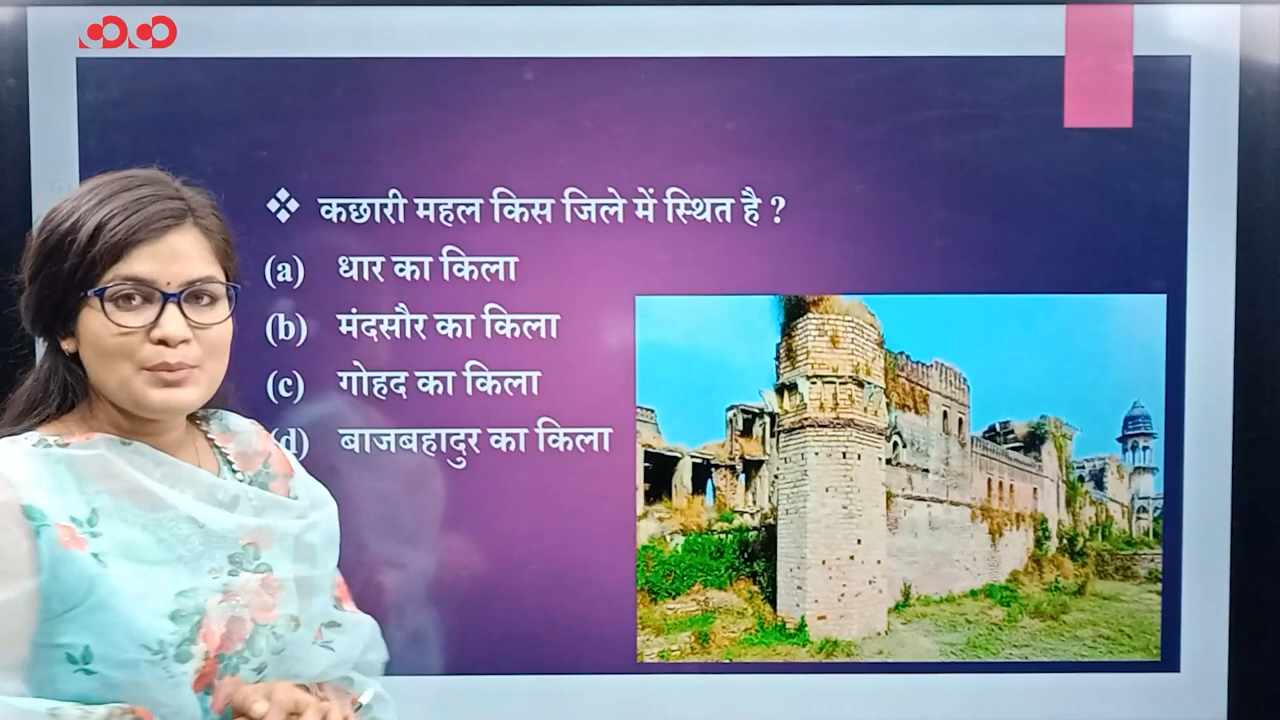 ❖ कछारी महल किस जिले में स्थित है ?
(a) धार का किला
(b) मंदसौर का किला
(c) गोहद का किला
(d) बाजबहादुर का किला